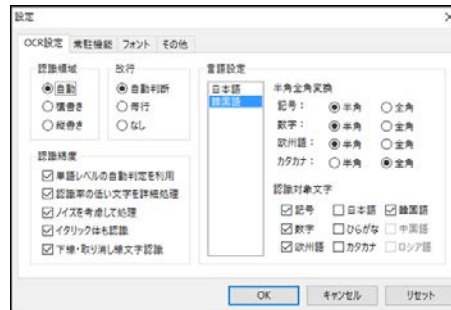 設定
OCR設定 常駐機能 フォント その他
認識領域
自動
横書き
縦書き
改行
自動判断
毎行
なし
認識精度
単語レベルの自動判定を利用
認識率の低い文字を詳細処理
ノイズを考慮して処理
イタリック体も認識
下線・取り消し線文字認識
言語設定
日本語
韓国語
半角全角変換
記号: 半角 全角
数字: 半角 全角
欧州語: 半角 全角
カタカナ: 半角 全角
認識対象文字
記号 日本語 韓国語
数字 ひらがな 中国語
欧州語 カタカナ ロシア語
OK キャンセル リセット